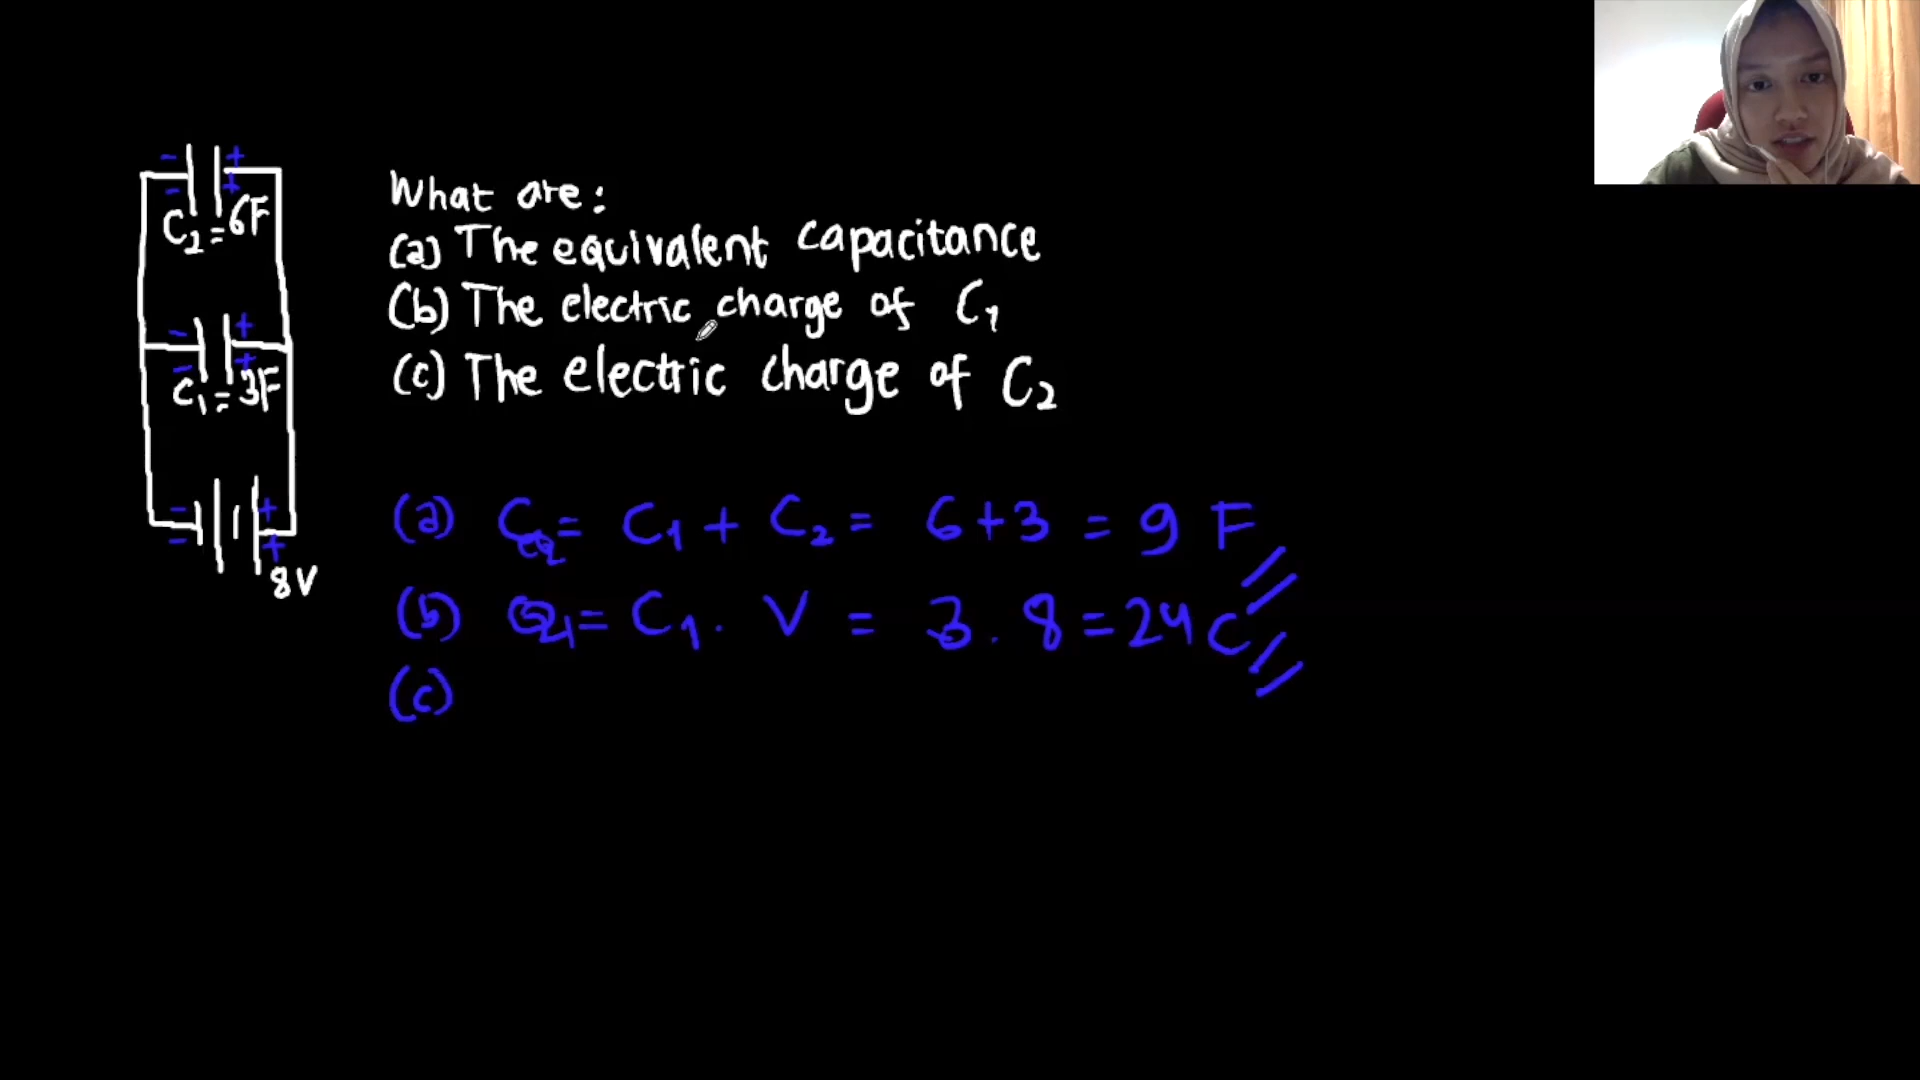 C₂ = 6F
C₁ = 3F
8V
What are:
(a) The equivalent capacitance
(b) The electric charge of C₁
(c) The electric charge of C₂
(a) Ceq = C₁ + C₂ = 6 + 3 = 9 F
(b) Q₁ = C₁ . V = 3 . 8 = 24 C
(c)